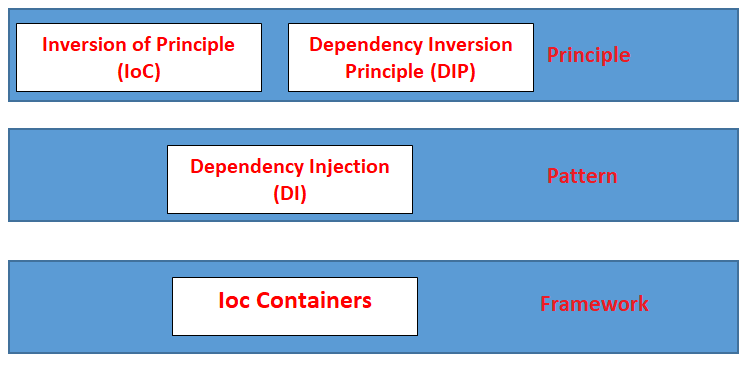 Inversion of Principle
(IoC)
Dependency Inversion
Principle (DIP)
Principle
Dependency Injection
(DI)
Pattern
Ioc Containers
Framework